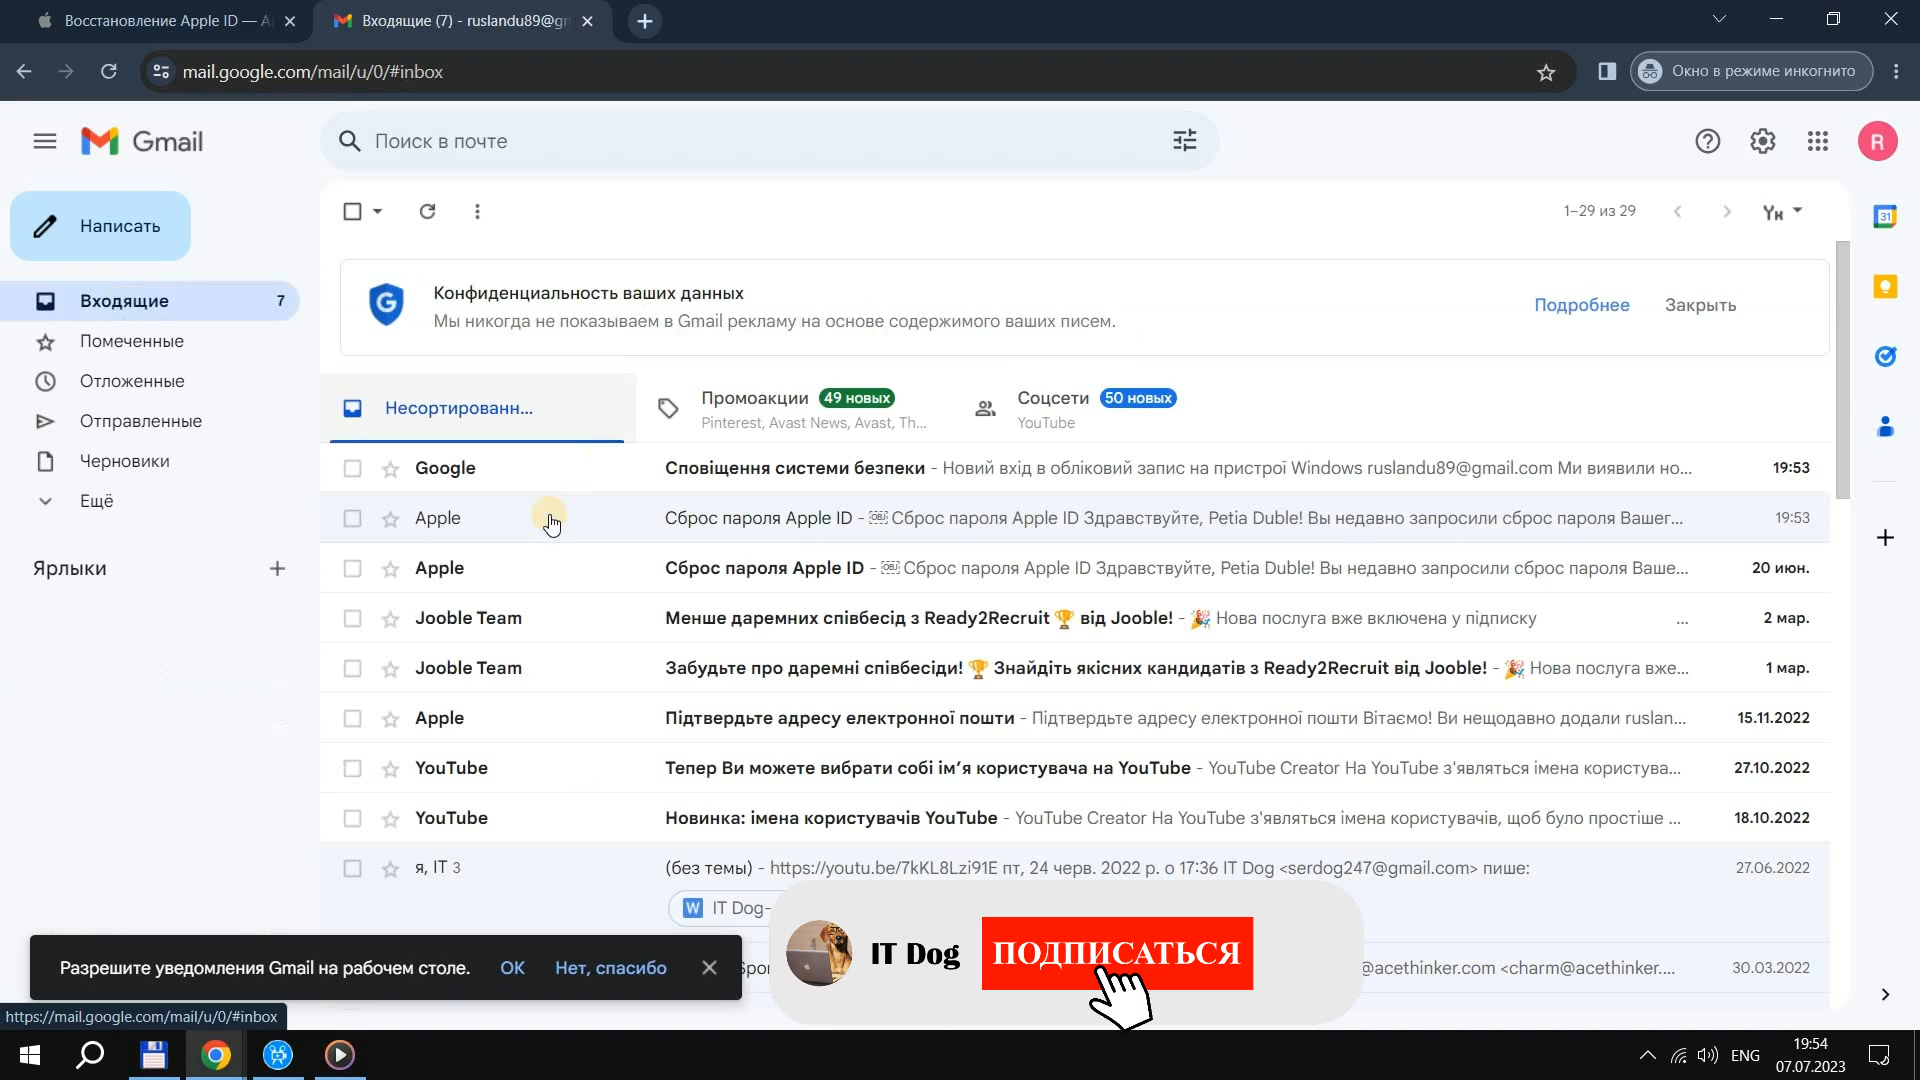 Восстановление Apple ID — A
Входящие (7) - ruslandu89@gm
mail.google.com/mail/u/0/#inbox
Окно в режиме инкогнито
Gmail
Поиск в почте
R
Написать
1–29 из 29
Ун
31
Конфиденциальность ваших данных
Мы никогда не показываем в Gmail рекламу на основе содержимого ваших писем.
Подробнее
Закрыть
Входящие 7
Помеченные
Отложенные
Отправленные
Черновики
Ещё
Ярлыки
Несортированн...
Промоакции 49 новых
Pinterest, Avast News, Avast, Th...
Соцсети 50 новых
YouTube
Google Сповіщення системи безпеки - Новий вхід в обліковий запис на пристрої Windows ruslandu89@gmail.com Ми виявили но... 19:53
Apple Сброс пароля Apple ID - OBJ Сброс пароля Apple ID Здравствуйте, Petia Duble! Вы недавно запросили сброс пароля Вашег... 19:53
Apple Сброс пароля Apple ID - OBJ Сброс пароля Apple ID Здравствуйте, Petia Duble! Вы недавно запросили сброс пароля Ваше... 20 июн.
Jooble Team Менше даремних співбесід з Ready2Recruit 🏆 від Jooble! - 🎉 Нова послуга вже включена у підписку ... 2 мар.
Jooble Team Забудьте про даремні співбесіди! 🏆 Знайдіть якісних кандидатів з Ready2Recruit від Jooble! - 🎉 Нова послуга вже... 1 мар.
Apple Підтвердьте адресу електронної пошти - Підтвердьте адресу електронної пошти Вітаємо! Ви нещодавно додали ruslan... 15.11.2022
YouTube Тепер Ви можете вибрати собі ім’я користувача на YouTube - YouTube Creator На YouTube з'являться імена користува... 27.10.2022
YouTube Новинка: імена користувачів YouTube - YouTube Creator На YouTube з'являться імена користувачів, щоб було простіше ... 18.10.2022
я, IT 3 (без темы) - https://youtu.be/7kKL8Lzi91E пт, 24 черв. 2022 р. о 17:36 IT Dog <serdog247@gmail.com> пише: 27.06.2022
W IT Dog-
IT Dog
ПОДПИСАТЬСЯ
@acethinker.com <charm@acethinker.... 30.03.2022
Разрешите уведомления Gmail на рабочем столе. ОК Нет, спасибо
https://mail.google.com/mail/u/0/#inbox
ENG
19:54
07.07.2023